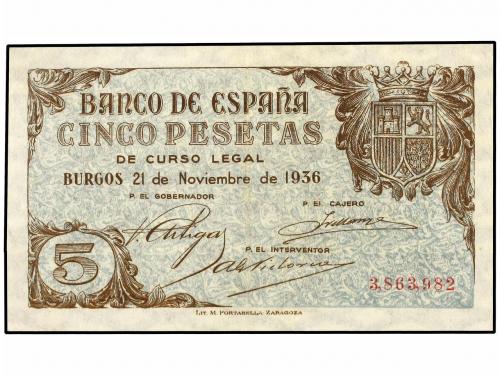 BANCO DE ESPAÑA
CINCO PESETAS
DE CURSO LEGAL
BURGOS 21 de Noviembre de 1936
P. EL GOBERNADOR
P. EL CAJERO
P. EL INTERVENTOR
5
3,863,982
LIT. M. PORTABELLA ZARAGOZA